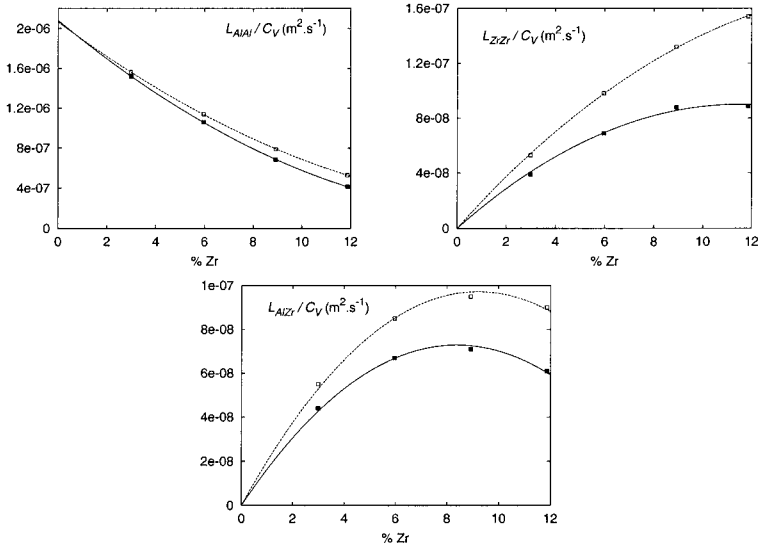 L_AlAl / C_V (m².s⁻¹)
2e-06
1.6e-06
1.2e-06
8e-07
4e-07
0
0 2 4 6 8 10 12
% Zr
1.6e-07
L_ZrZr / C_V (m².s⁻¹)
1.2e-07
8e-08
4e-08
0
0 2 4 6 8 10 12
% Zr
1e-07
L_AlZr / C_V (m².s⁻¹)
8e-08
6e-08
4e-08
2e-08
0
0 2 4 6 8 10 12
% Zr